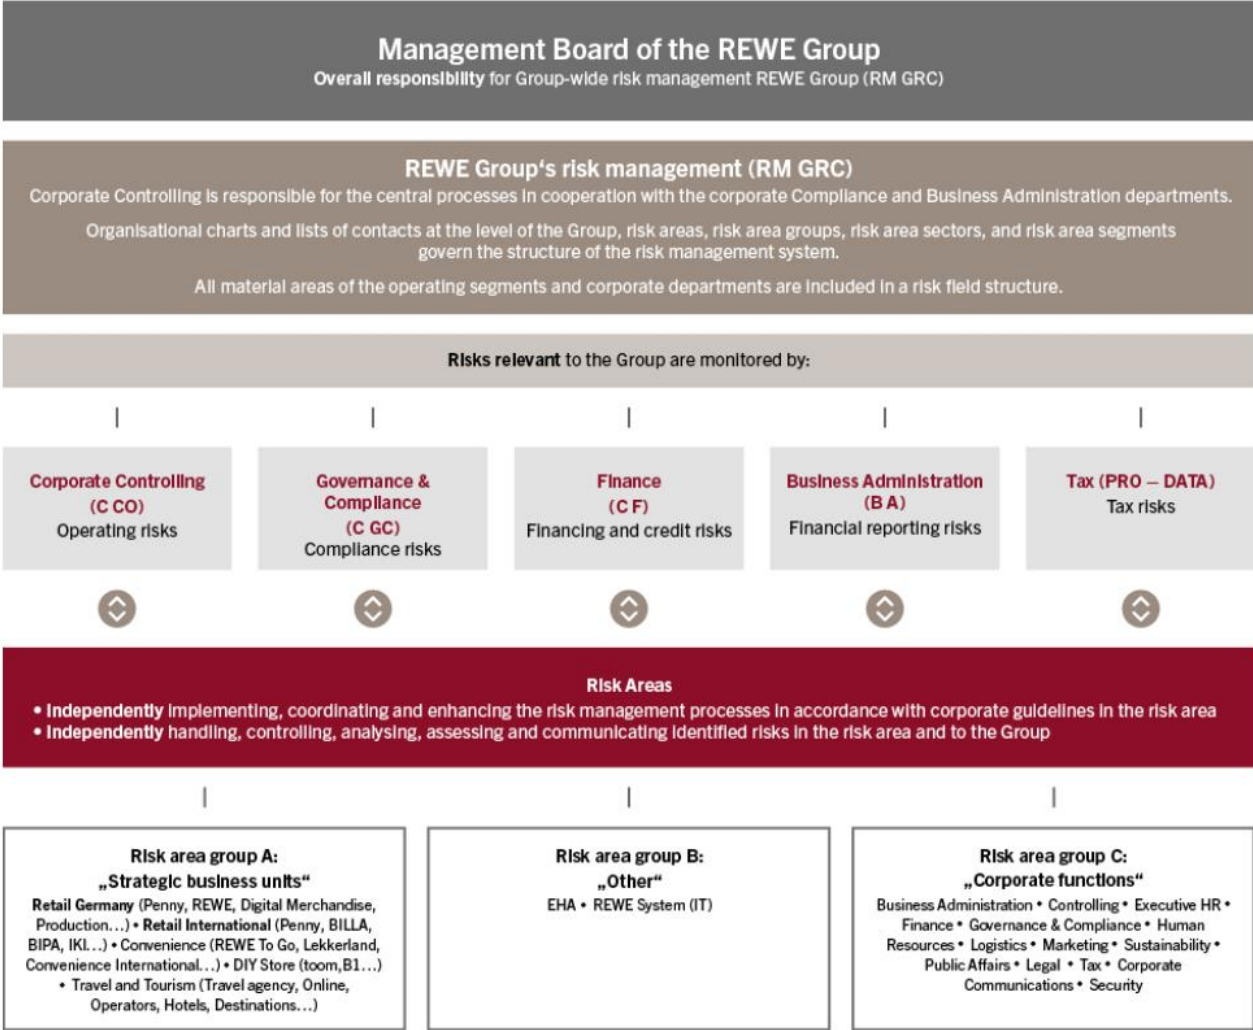 Management Board of the REWE Group
Overall responsibility for Group-wide risk management REWE Group (RM GRC)
REWE Group‘s risk management (RM GRC)
Corporate Controlling is responsible for the central processes in cooperation with the corporate Compliance and Business Administration departments.
Organisational charts and lists of contacts at the level of the Group, risk areas, risk area groups, risk area sectors, and risk area segments
govern the structure of the risk management system.
All material areas of the operating segments and corporate departments are included in a risk field structure.
Risks relevant to the Group are monitored by:
Corporate Controlling
(C CO)
Operating risks
Governance &
Compliance
(C GC)
Compliance risks
Finance
(C F)
Financing and credit risks
Business Administration
(B A)
Financial reporting risks
Tax (PRO – DATA)
Tax risks
Risk Areas
• Independently implementing, coordinating and enhancing the risk management processes in accordance with corporate guidelines in the risk area
• Independently handling, controlling, analysing, assessing and communicating identified risks in the risk area and to the Group
Risk area group A:
„Strategic business units“
Retail Germany (Penny, REWE, Digital Merchandise,
Production...) • Retail International (Penny, BILLA,
BIPA, IKI...) • Convenience (REWE To Go, Lekkerland,
Convenience International...) • DIY Store (toom,B1...)
• Travel and Tourism (Travel agency, Online,
Operators, Hotels, Destinations...)
Risk area group B:
„Other“
EHA • REWE System (IT)
Risk area group C:
„Corporate functions“
Business Administration • Controlling • Executive HR •
Finance • Governance & Compliance • Human
Resources • Logistics • Marketing • Sustainability •
Public Affairs • Legal • Tax • Corporate
Communications • Security